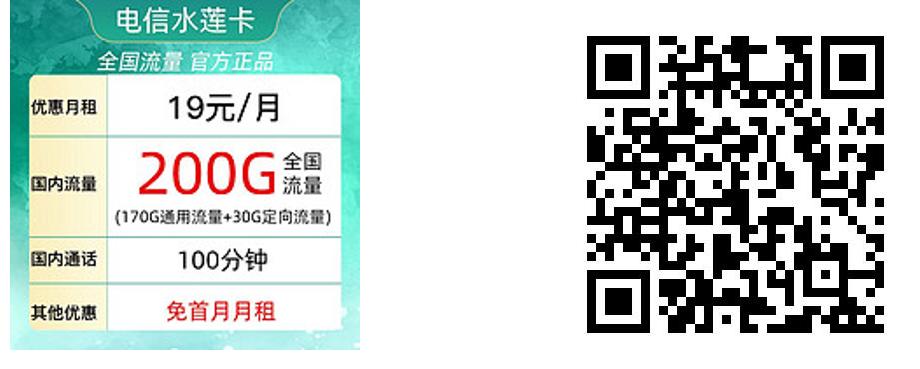 电信水莲卡
全国流量 官方正品
优惠月租 19元/月
国内流量 200G 全国流量
(170G通用流量+30G定向流量)
国内通话 100分钟
其他优惠 免首月月租